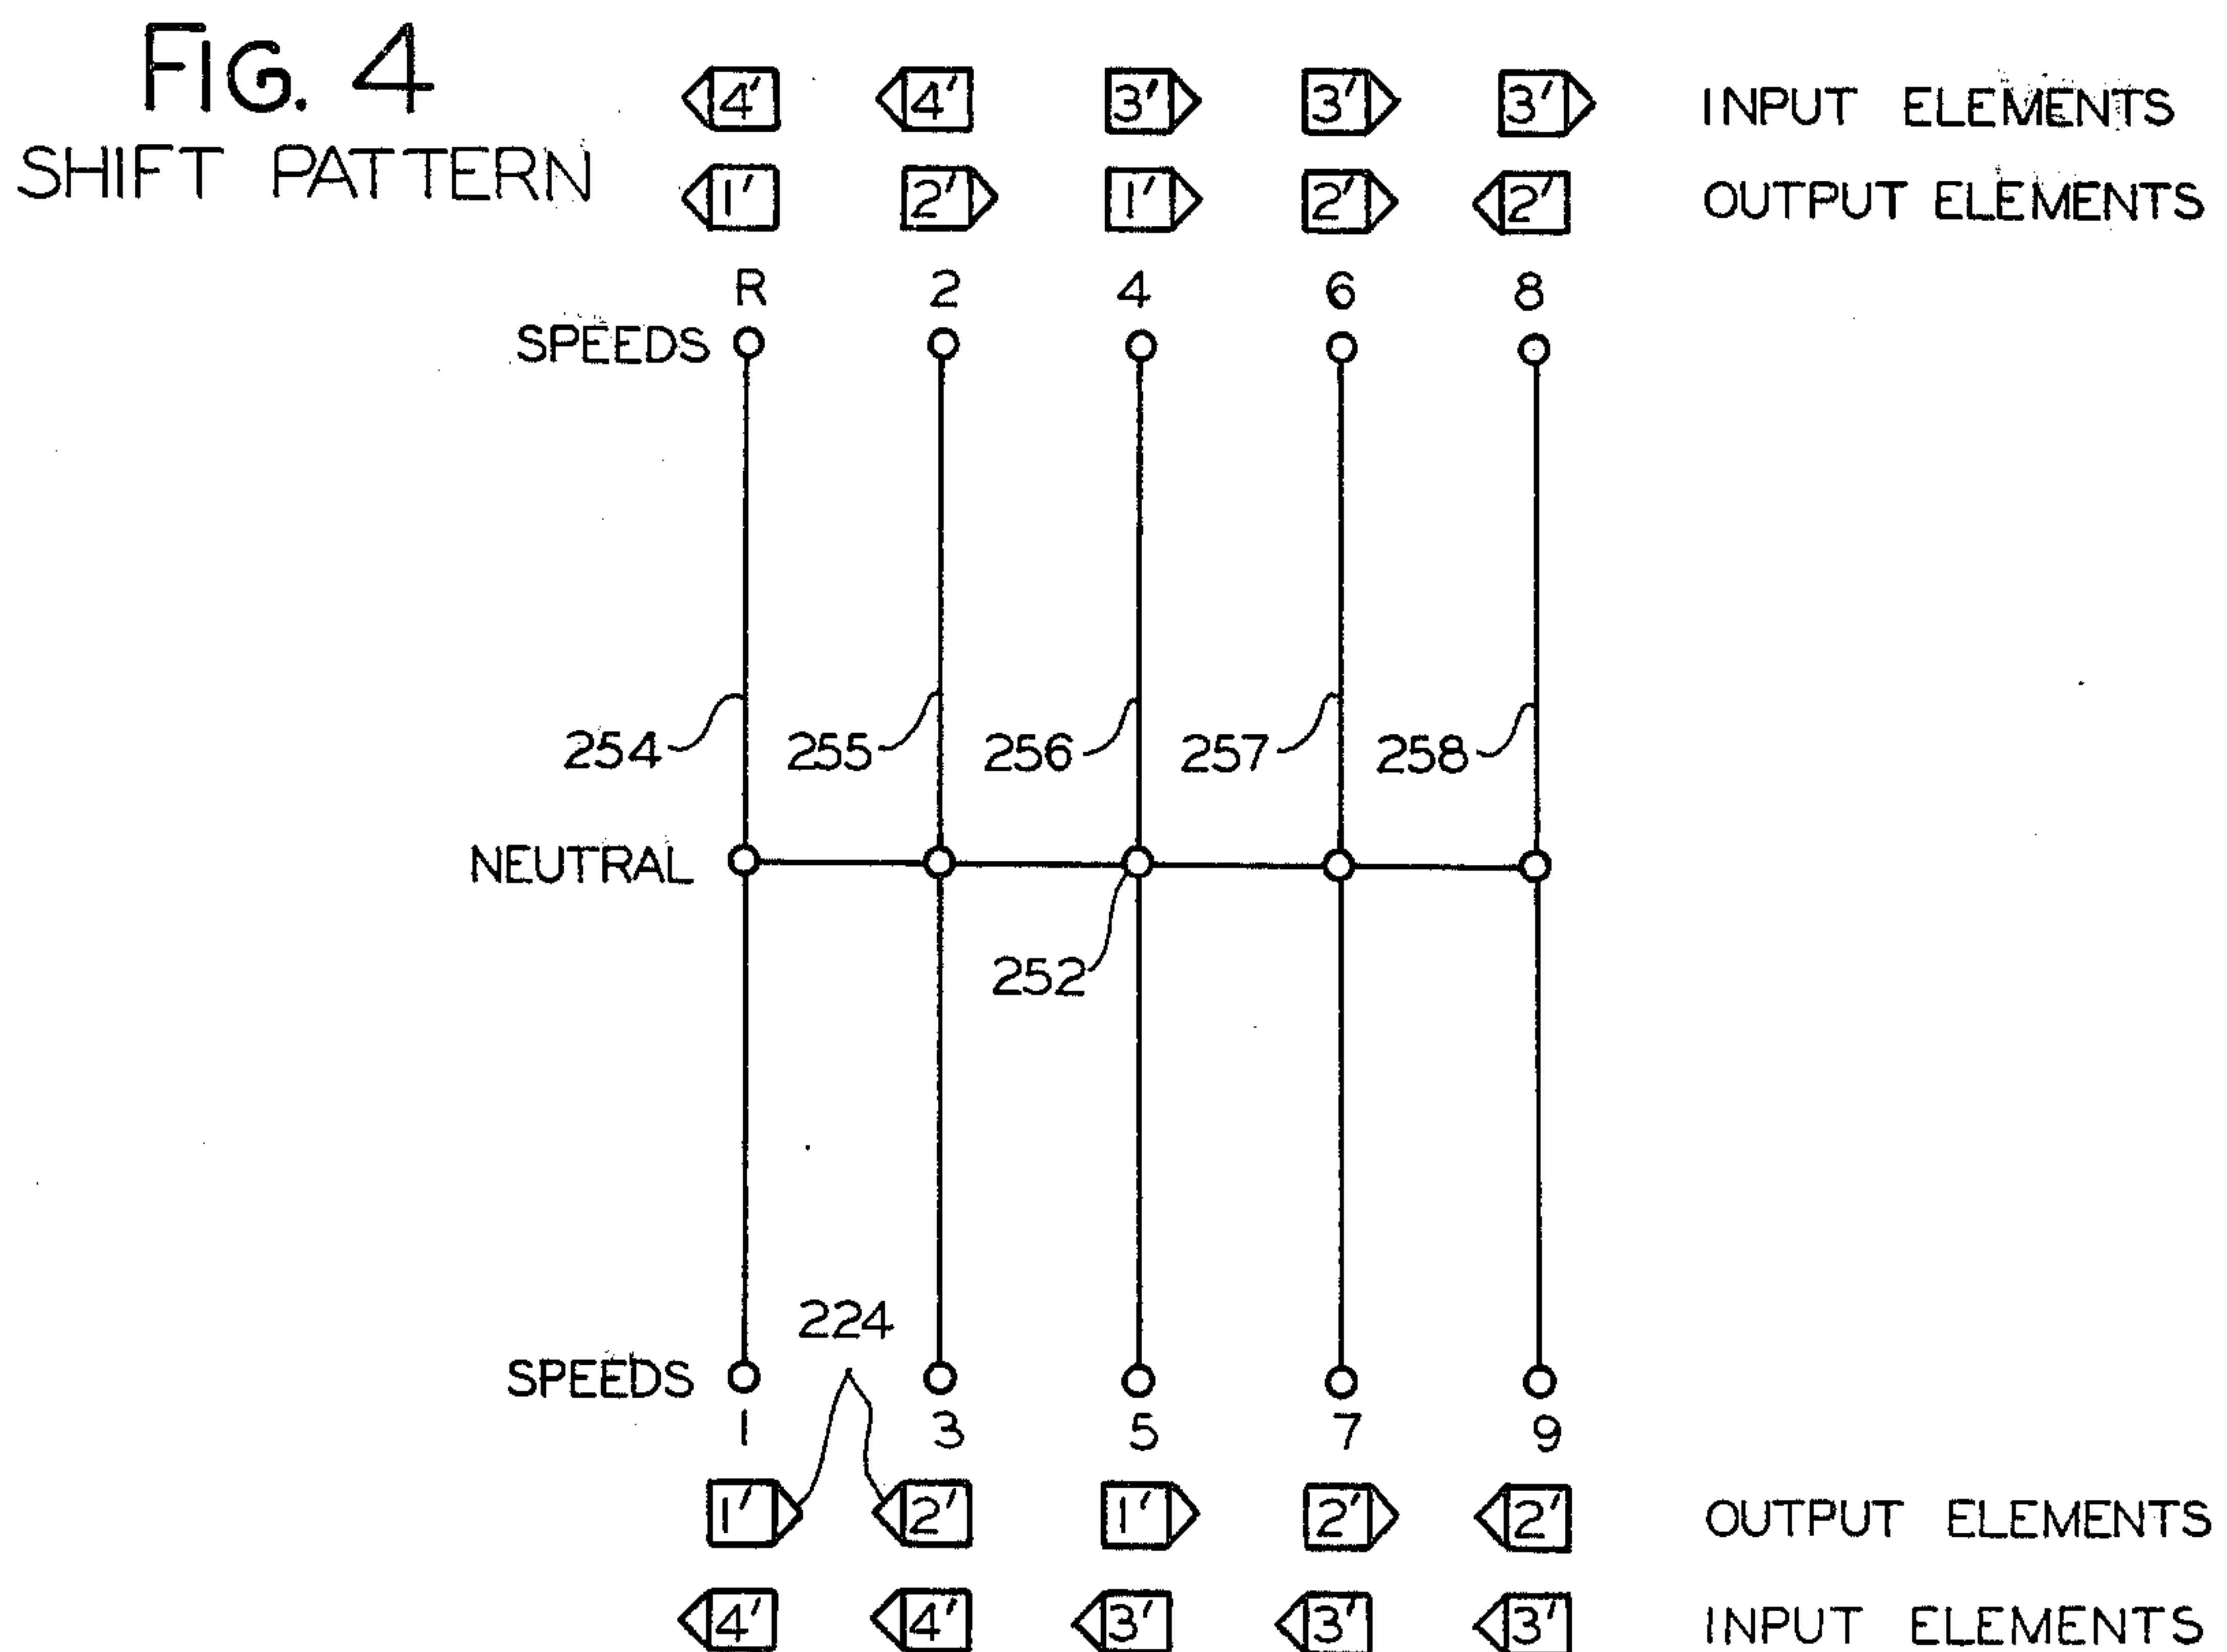 FIG. 4
SHIFT PATTERN
4' 4' 3' 3' 3' INPUT ELEMENTS
1' 2' 1' 2' 2' OUTPUT ELEMENTS
R 2 4 6 8
SPEEDS
254 255 256 257 258
NEUTRAL
252
224
SPEEDS
1 3 5 7 9
1' 2' 1' 2' 2' OUTPUT ELEMENTS
4' 4' 3' 3' 3' INPUT ELEMENTS